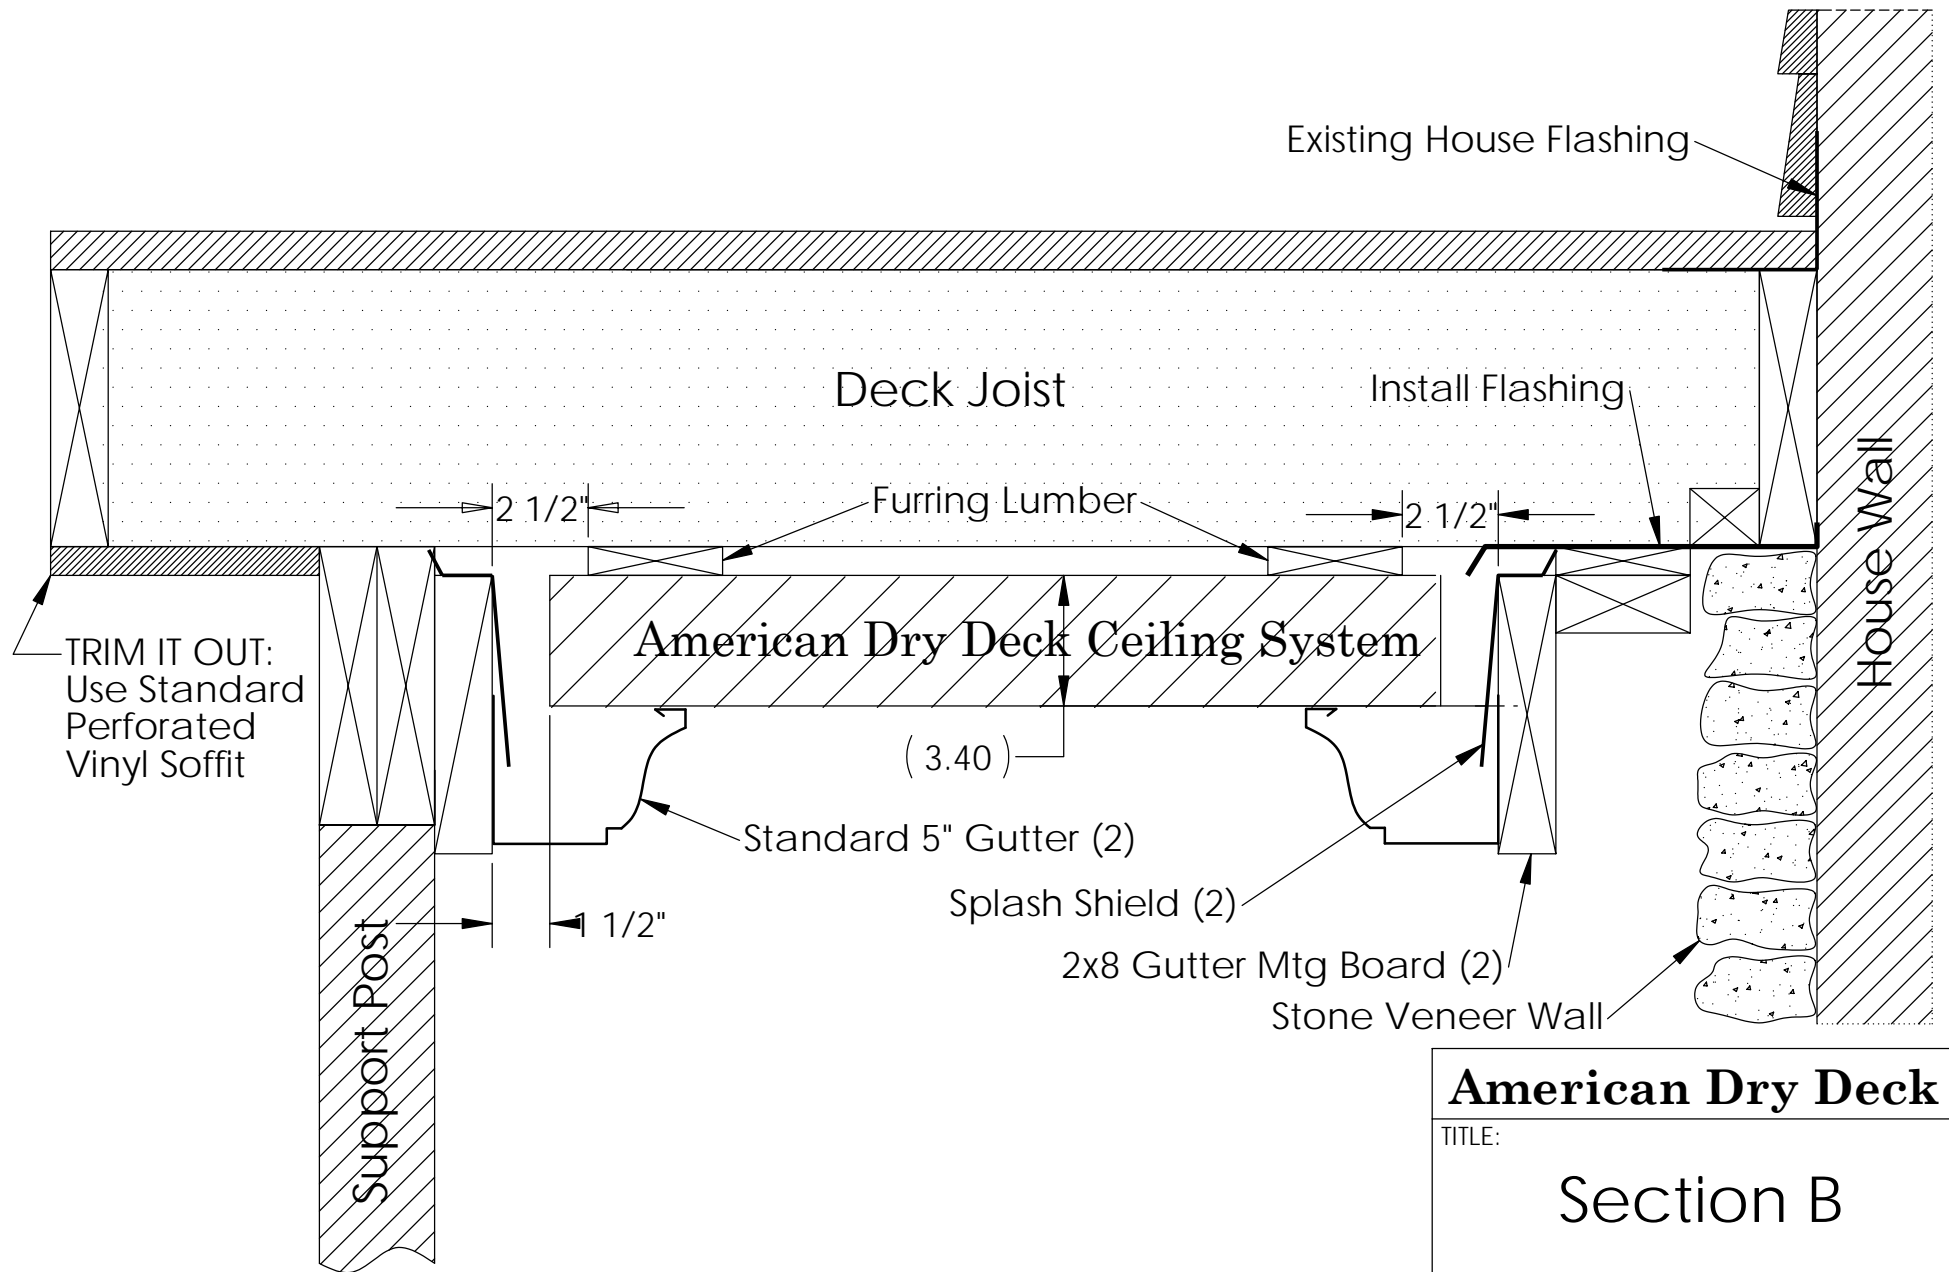 Existing House Flashing
Deck Joist
Install Flashing
House Wall
2 1/2"
Furring Lumber
2 1/2"
American Dry Deck Ceiling System
TRIM IT OUT:
Use Standard
Perforated
Vinyl Soffit
( 3.40 )
Standard 5" Gutter (2)
Splash Shield (2)
1 1/2"
2x8 Gutter Mtg Board (2)
Stone Veneer Wall
Support Post
American Dry Deck
TITLE:
Section B